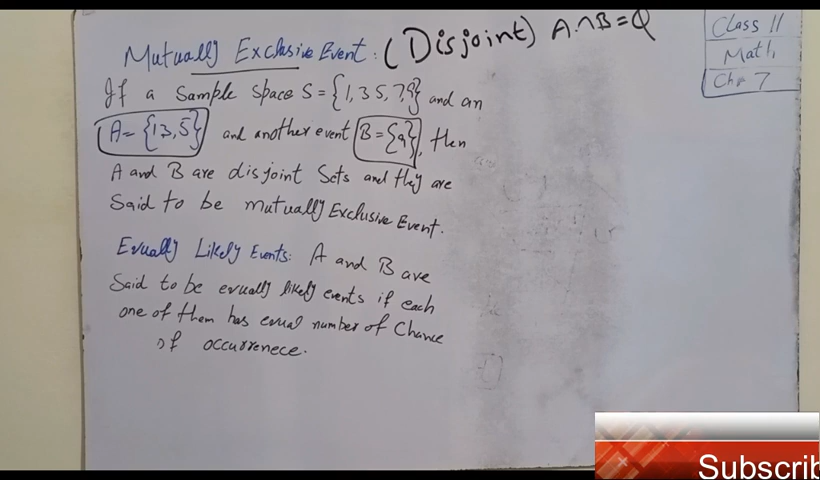 Mutually Exclusive Event: (Disjoint) A∩B=φ
If a Sample Space S={1,3 5,7,9} and an
A={1 3,5} and another event B={9}, then
A and B are disjoint Sets and they are
Said to be mutually Exclusive Event.
Equally Likely Events: A and B are
Said to be equally likely events if each
one of them has equal number of Chance
of occurrenece.
Class 11
Math
Ch# 7
Subscrib